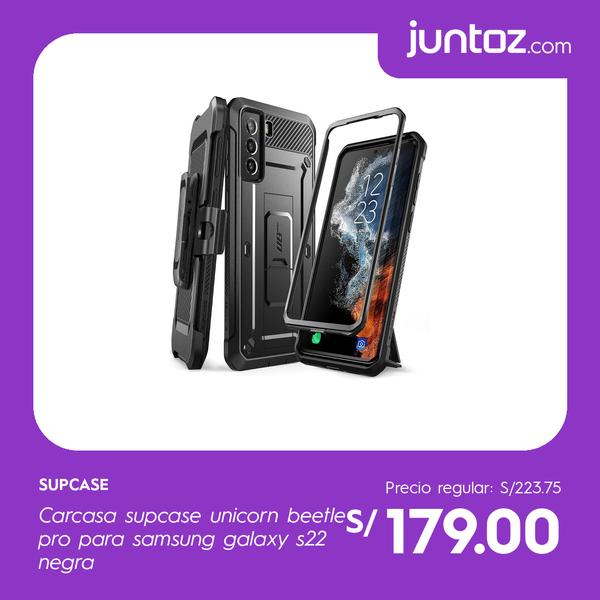 juntoz.com
12
23
SUPCASE
Carcasa supcase unicorn beetle
pro para samsung galaxy s22
negra
Precio regular: S/223.75
S/ 179.00